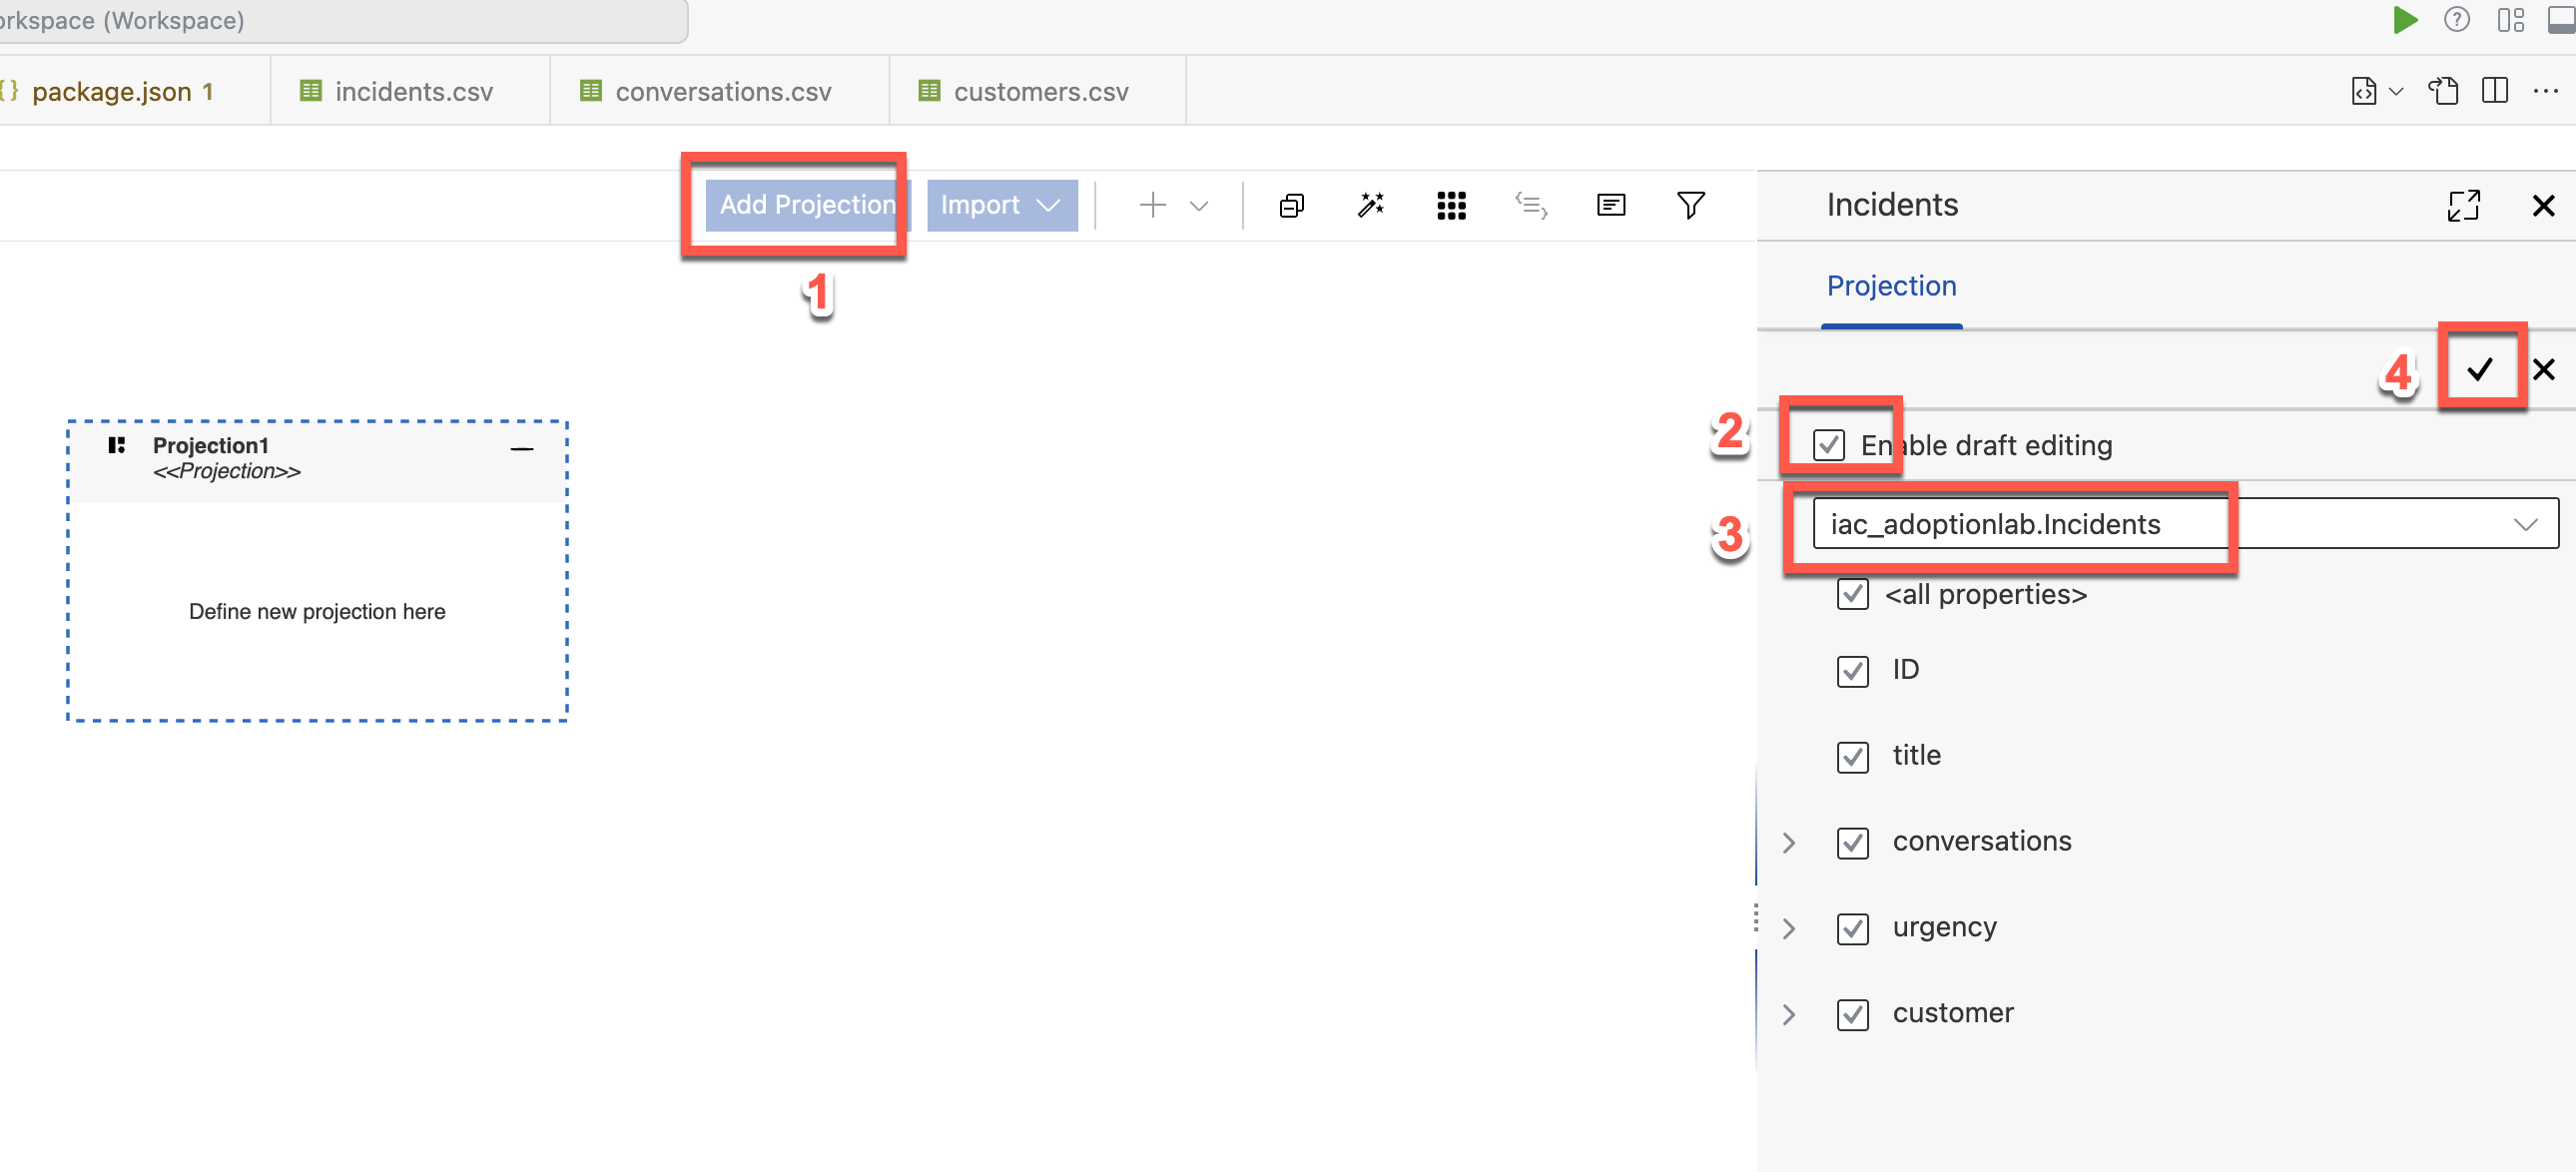 orkspace (Workspace)
{} package.json 1
incidents.csv
conversations.csv
customers.csv
Add Projection
Import
Incidents
1
Projection
4
2
Enable draft editing
Projection1
<<Projection>>
3
iac_adoptionlab.Incidents
<all properties>
Define new projection here
ID
title
conversations
urgency
customer